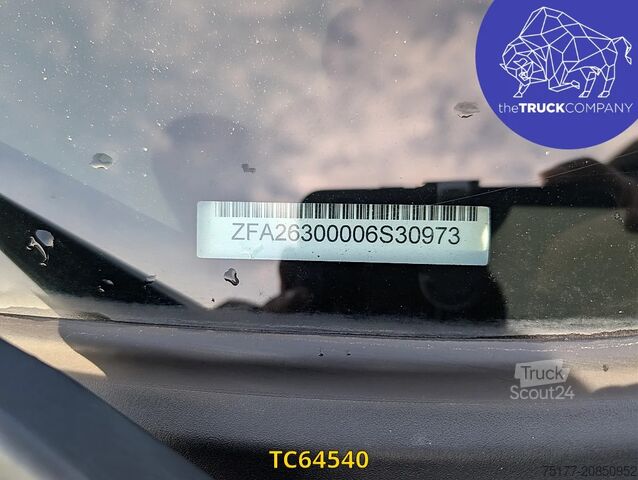 theTRUCKCOMPANY
ZFA26300006S30973
Truck
Scout24
TC64540
75177-20850952